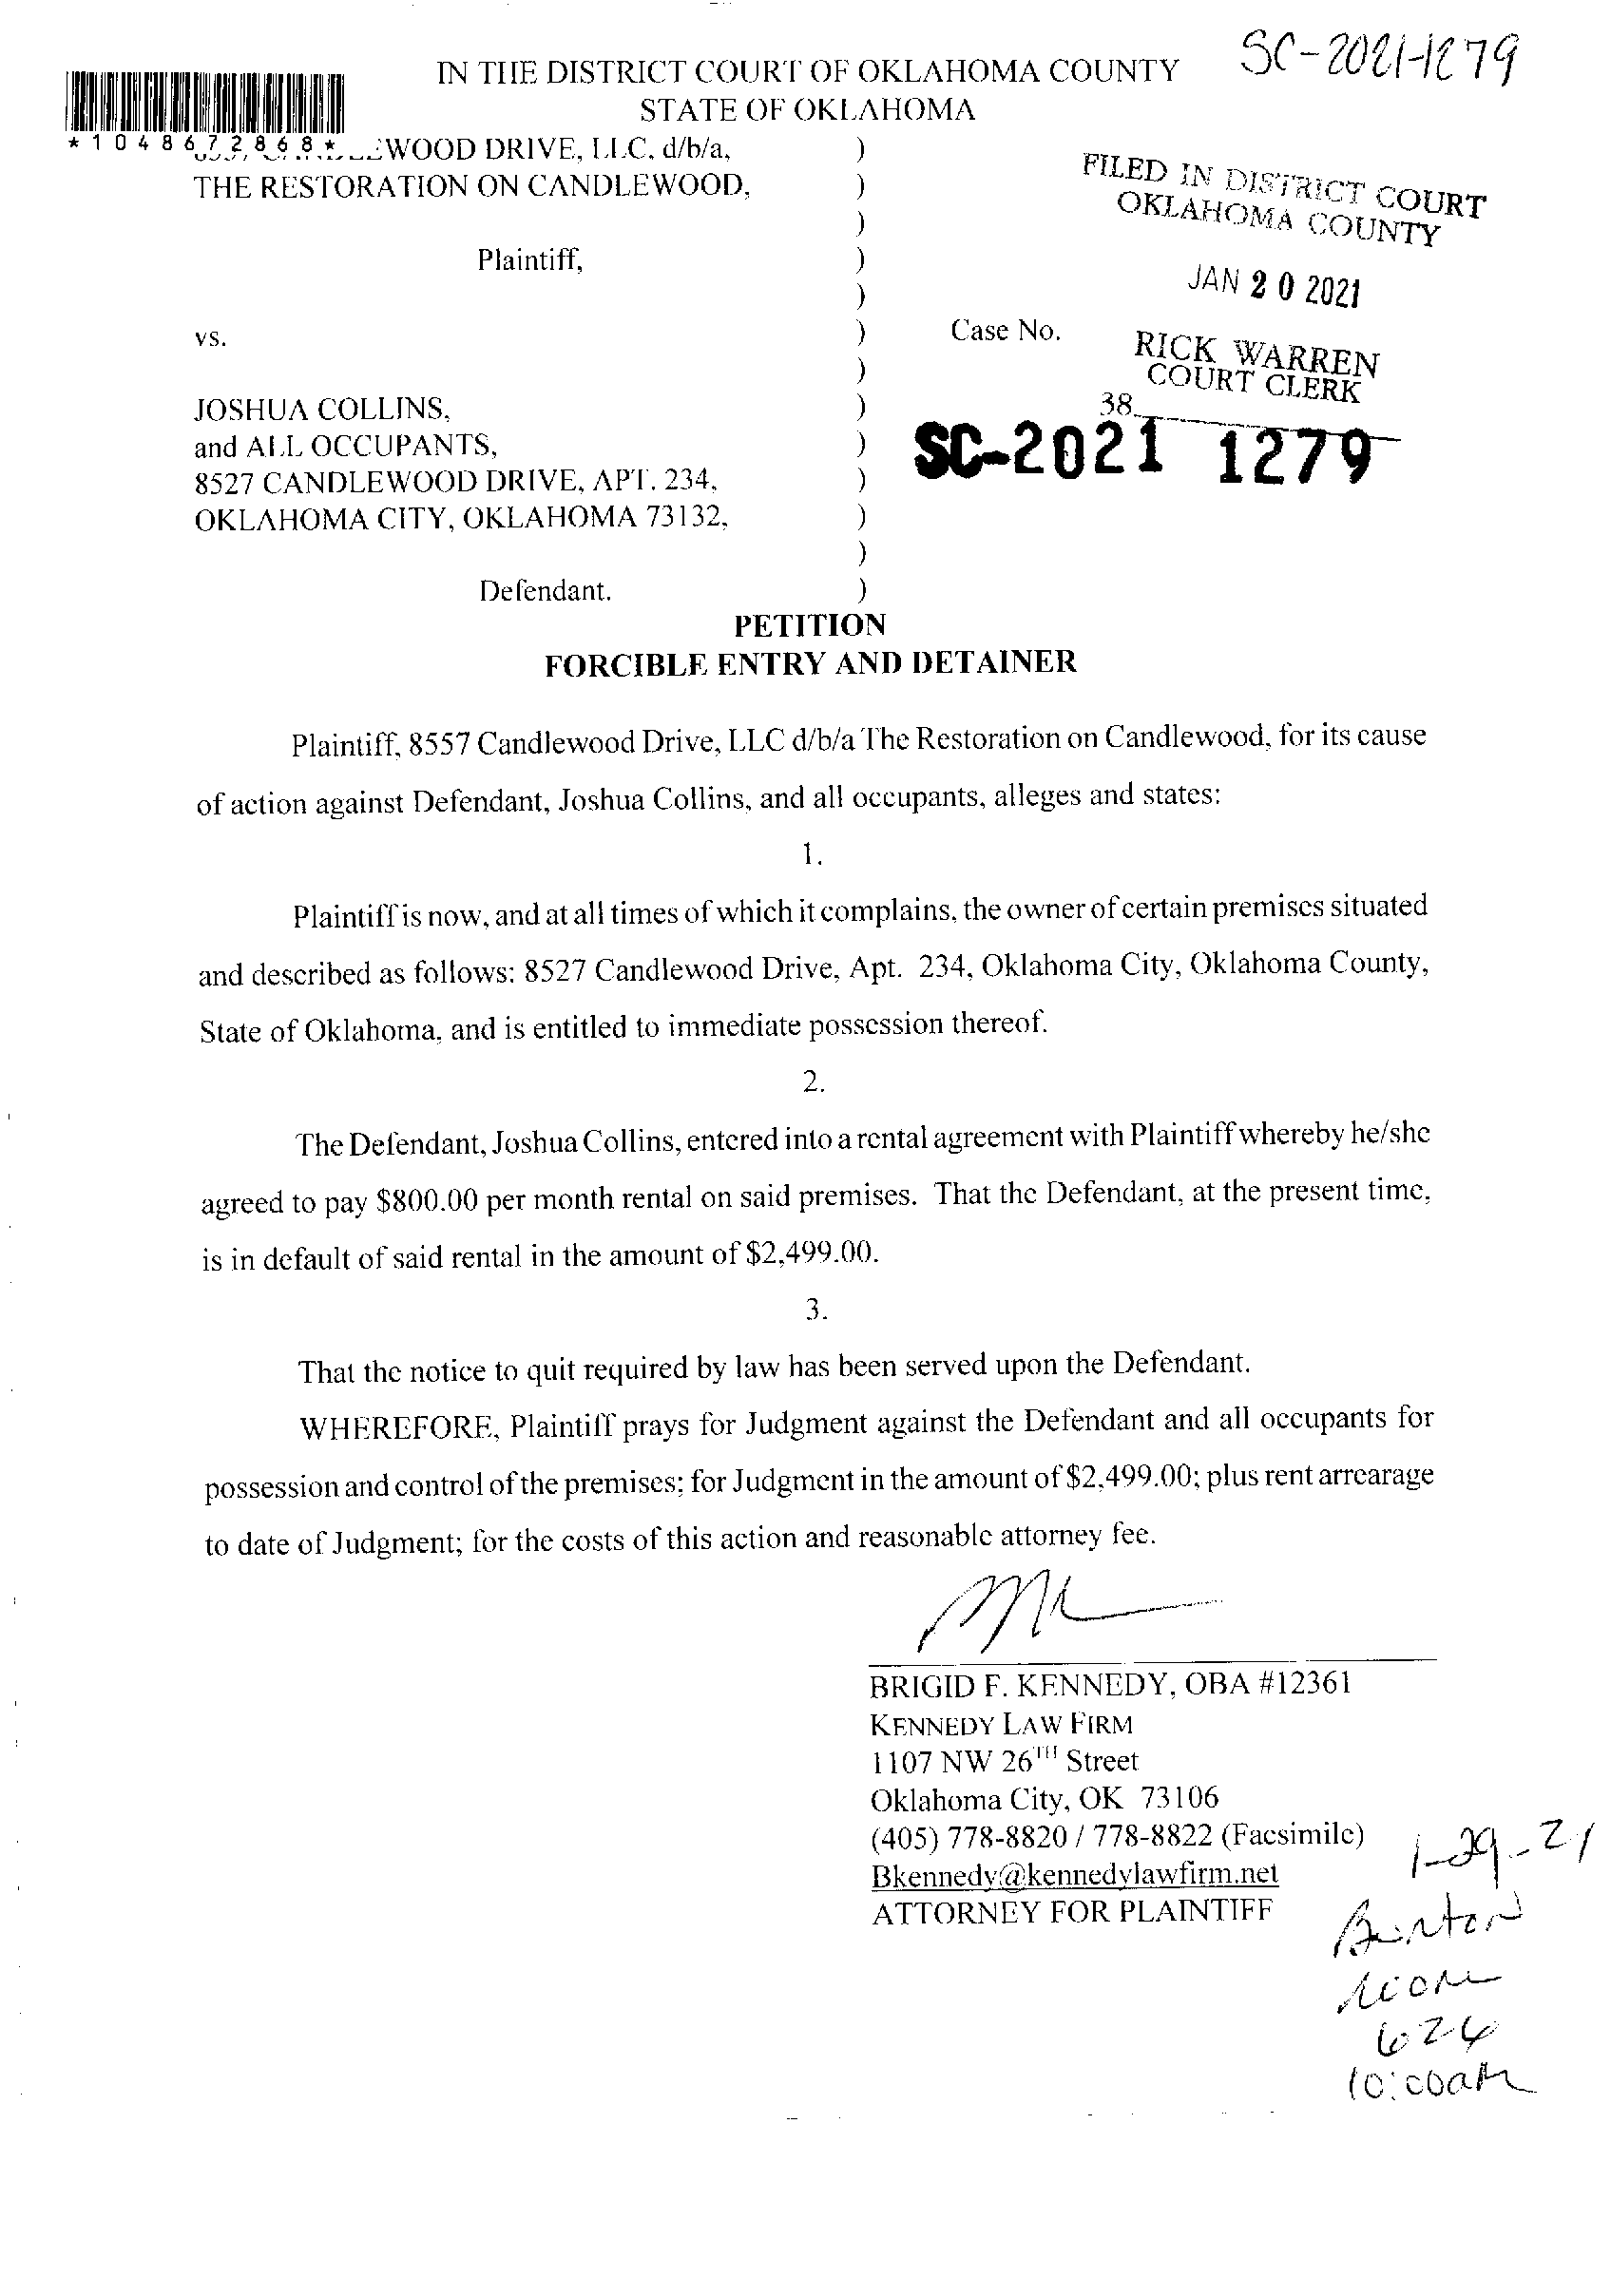 SC-2021-1279
IN THE DISTRICT COURT OF OKLAHOMA COUNTY
STATE OF OKLAHOMA
*1048672868*
WOOD DRIVE, LLC, d/b/a, )
THE RESTORATION ON CANDLEWOOD, )
)
Plaintiff, )
)
vs. )
)
JOSHUA COLLINS, )
and ALL OCCUPANTS, )
8527 CANDLEWOOD DRIVE, APT. 234, )
OKLAHOMA CITY, OKLAHOMA 73132, )
)
Defendant. )
FILED IN DISTRICT COURT
OKLAHOMA COUNTY
JAN 20 2021
Case No.
RICK WARREN
COURT CLERK
38
SC-2021 1279
PETITION
FORCIBLE ENTRY AND DETAINER
Plaintiff, 8557 Candlewood Drive, LLC d/b/a The Restoration on Candlewood, for its cause
of action against Defendant, Joshua Collins, and all occupants, alleges and states:
1.
Plaintiff is now, and at all times of which it complains, the owner of certain premises situated
and described as follows: 8527 Candlewood Drive, Apt. 234, Oklahoma City, Oklahoma County,
State of Oklahoma, and is entitled to immediate possession thereof.
2.
The Defendant, Joshua Collins, entered into a rental agreement with Plaintiff whereby he/she
agreed to pay $800.00 per month rental on said premises. That the Defendant, at the present time,
is in default of said rental in the amount of $2,499.00.
3.
That the notice to quit required by law has been served upon the Defendant.
WHEREFORE, Plaintiff prays for Judgment against the Defendant and all occupants for
possession and control of the premises; for Judgment in the amount of $2,499.00; plus rent arrearage
to date of Judgment; for the costs of this action and reasonable attorney fee.
BRIGID F. KENNEDY, OBA #12361
KENNEDY LAW FIRM
1107 NW 26TH Street
Oklahoma City, OK 73106
(405) 778-8820 / 778-8822 (Facsimile)
Bkennedy@kennedylawfirm.net
ATTORNEY FOR PLAINTIFF
1-29-21
10:00am